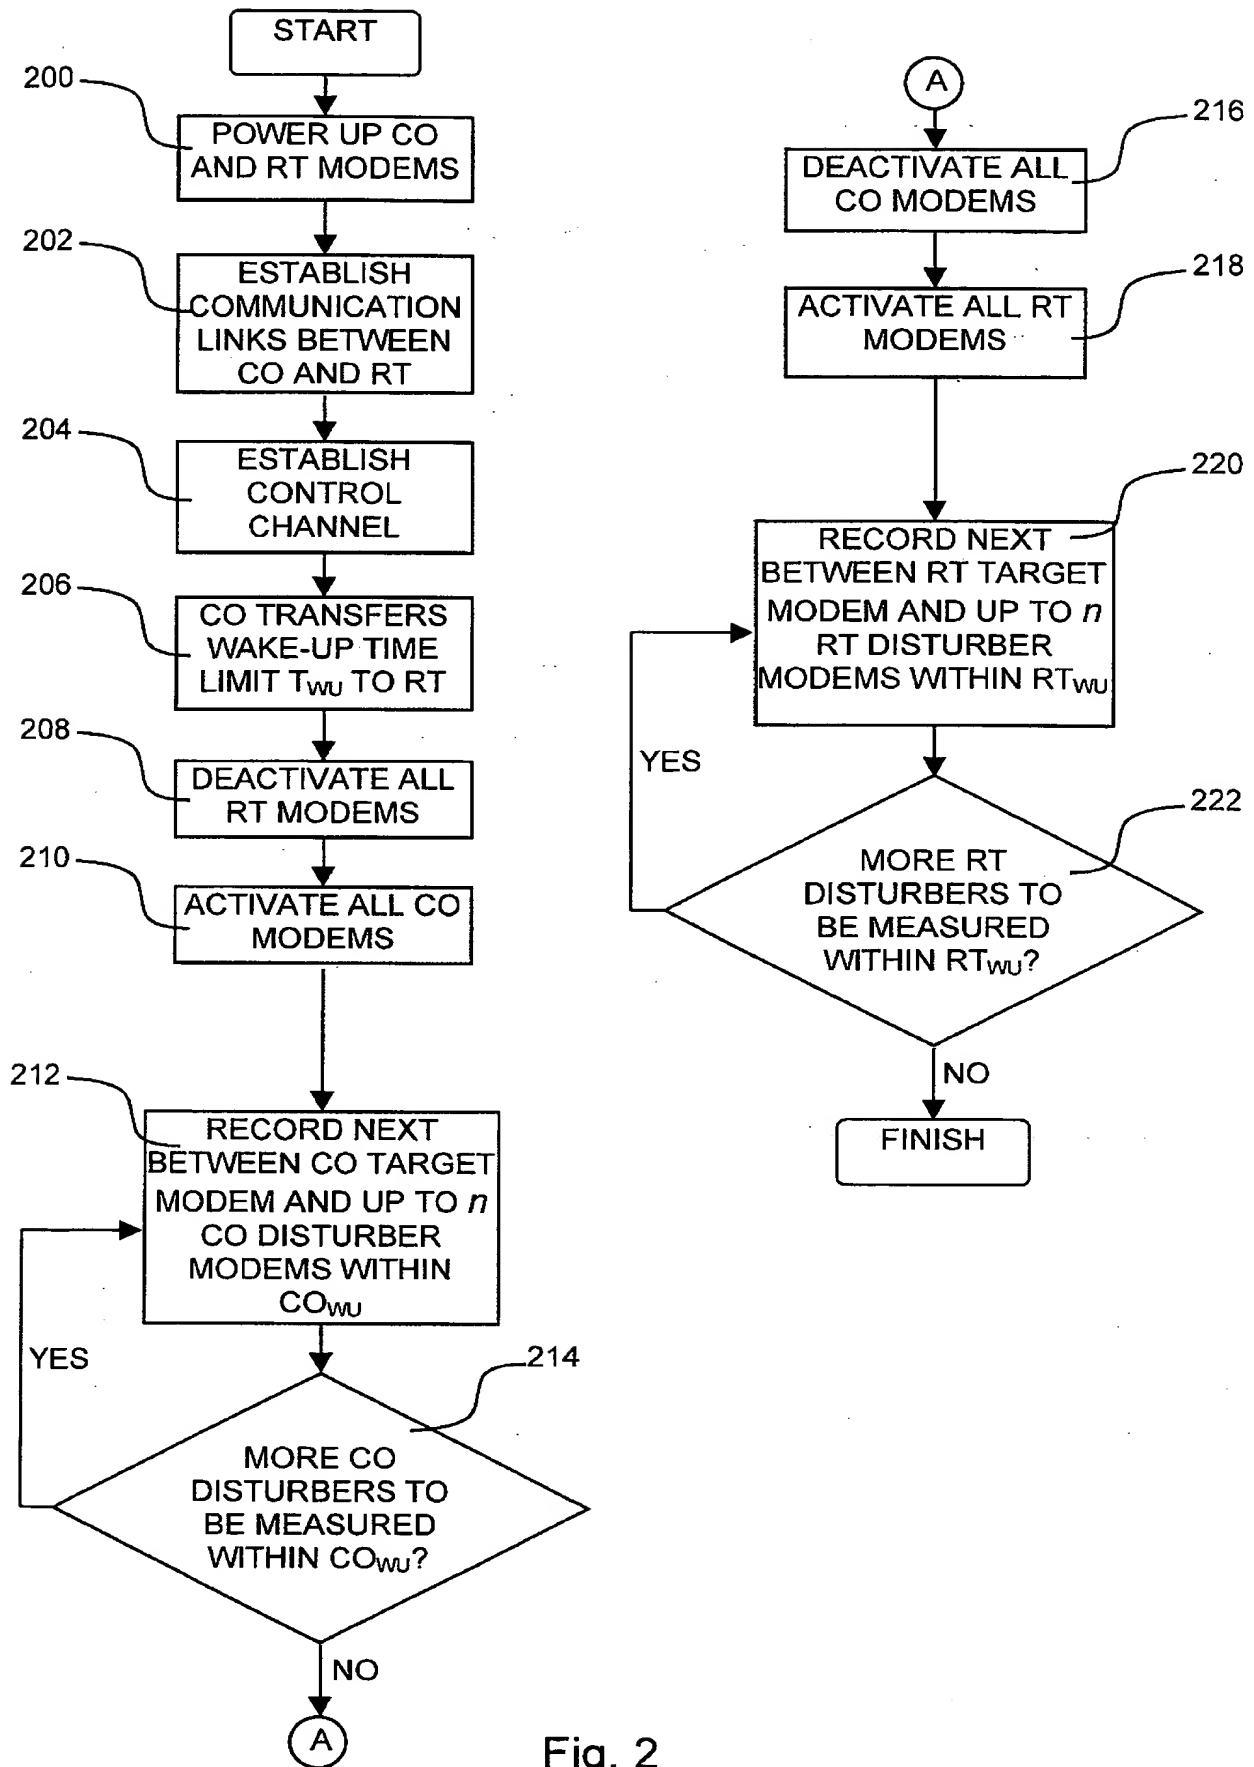 START
200
POWER UP CO
AND RT MODEMS
202
ESTABLISH
COMMUNICATION
LINKS BETWEEN
CO AND RT
204
ESTABLISH
CONTROL
CHANNEL
206
CO TRANSFERS
WAKE-UP TIME
LIMIT TWU TO RT
208
DEACTIVATE ALL
RT MODEMS
210
ACTIVATE ALL CO
MODEMS
212
RECORD NEXT
BETWEEN CO TARGET
MODEM AND UP TO n
CO DISTURBER
MODEMS WITHIN
COWU
YES
214
MORE CO
DISTURBERS TO
BE MEASURED
WITHIN COWU?
NO
A
A
216
DEACTIVATE ALL
CO MODEMS
218
ACTIVATE ALL RT
MODEMS
220
RECORD NEXT
BETWEEN RT TARGET
MODEM AND UP TO n
RT DISTURBER
MODEMS WITHIN RTWU
YES
222
MORE RT
DISTURBERS TO
BE MEASURED
WITHIN RTWU?
NO
FINISH
Fig. 2